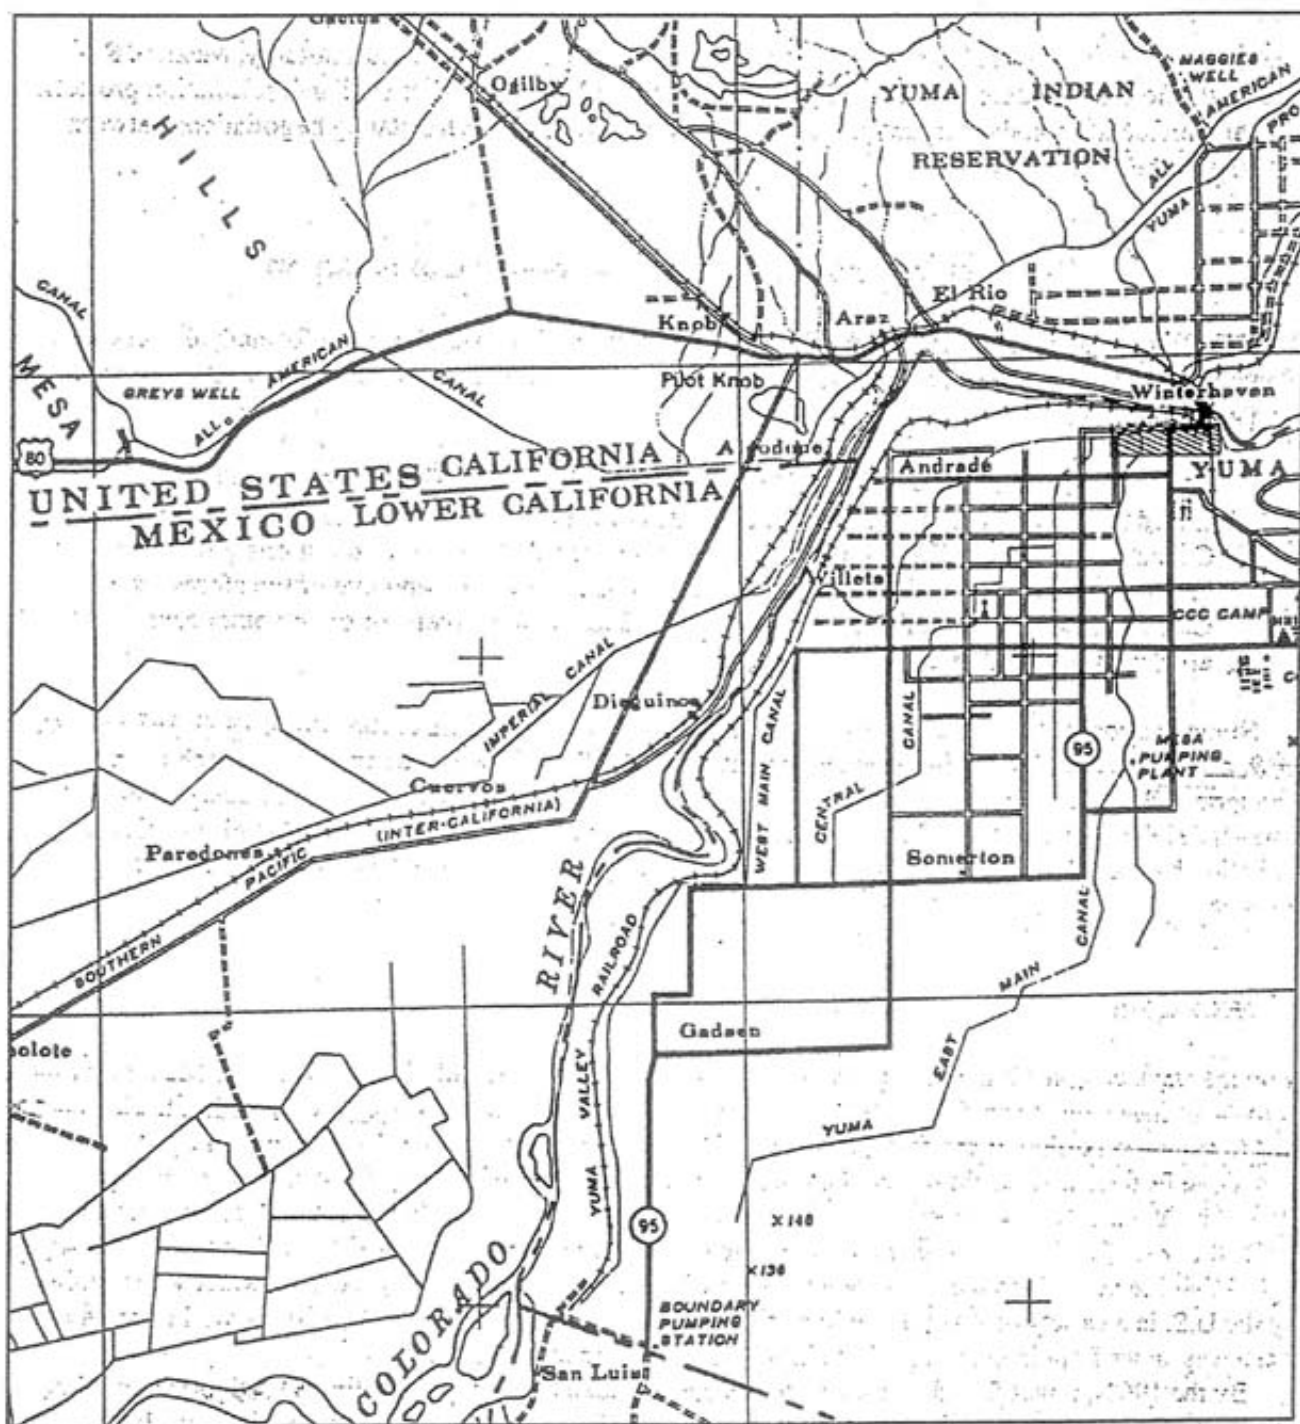 Ogilby
HILLS
YUMA INDIAN
RESERVATION
MAGGIES
WELL
ALL AMERICAN
YUMA
El Rio
Araz
Knob
Pilot Knob
Winterhaven
CANAL
MESA
GREYS WELL
ALL AMERICAN
CANAL
80
UNITED STATES CALIFORNIA
MEXICO LOWER CALIFORNIA
Andrade
YUMA
CCC CAMP
IMPERIAL CANAL
Dieguinos
WEST MAIN CANAL
CENTRAL CANAL
95
MESA
PUMPING
PLANT
Cuervos
(INTER-CALIFORNIA)
Paredones
SOUTHERN PACIFIC
Somerton
COLORADO RIVER
YUMA VALLEY RAILROAD
Gadsen
YUMA EAST MAIN CANAL
95
X 148
X 136
BOUNDARY
PUMPING
STATION
San Luis